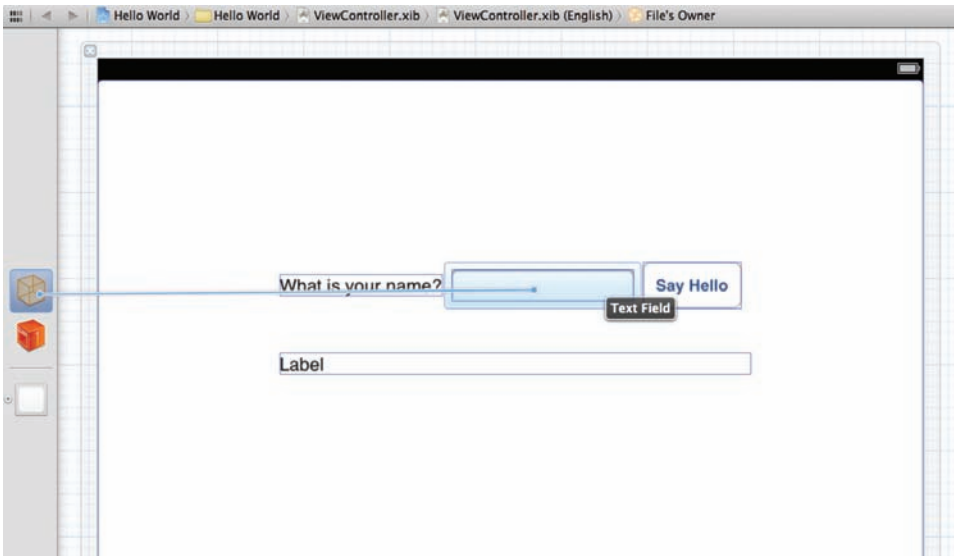 Hello World Hello World ViewController.xib ViewController.xib (English) File's Owner
What is your name? Say Hello
Text Field
Label